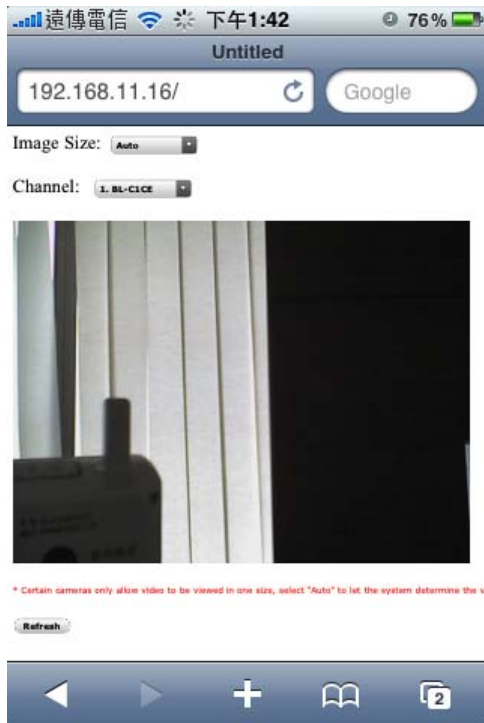 遠傳電信 下午1:42 76%
Untitled
192.168.11.16/ Google
Image Size: Auto
Channel: 1. BL-C1CE
* Certain cameras only allow video to be viewed in one size, select "Auto" to let the system datermine the v
Refresh
2